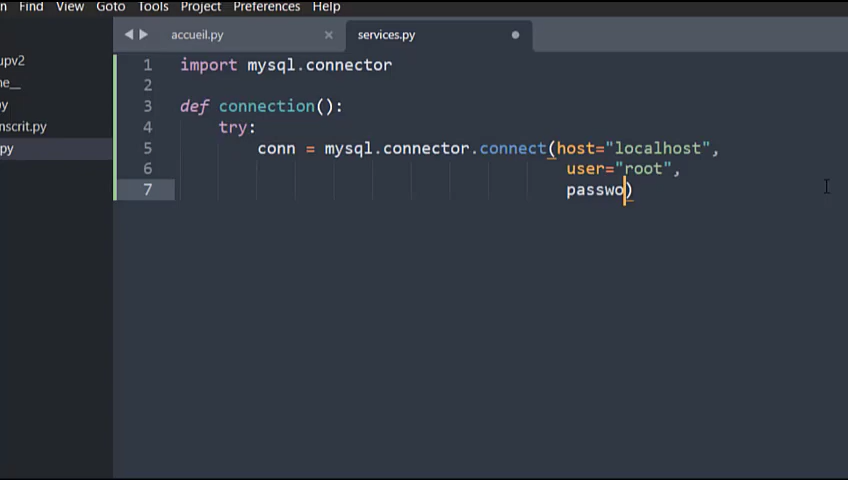 n Find View Goto Tools Project Preferences Help
accueil.py × services.py
upv2
ne__
y
nscrit.py
py
1 import mysql.connector
2
3 def connection():
4 try:
5 conn = mysql.connector.connect(host="localhost",
6 user="root",
7 passwo)